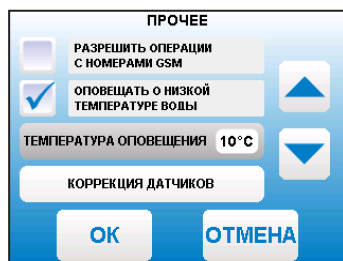 ПРОЧЕЕ
РАЗРЕШИТЬ ОПЕРАЦИИ
С НОМЕРАМИ GSM
ОПОВЕЩАТЬ О НИЗКОЙ
ТЕМПЕРАТУРЕ ВОДЫ
ТЕМПЕРАТУРА ОПОВЕЩЕНИЯ 10°C
КОРРЕКЦИЯ ДАТЧИКОВ
ОК ОТМЕНА